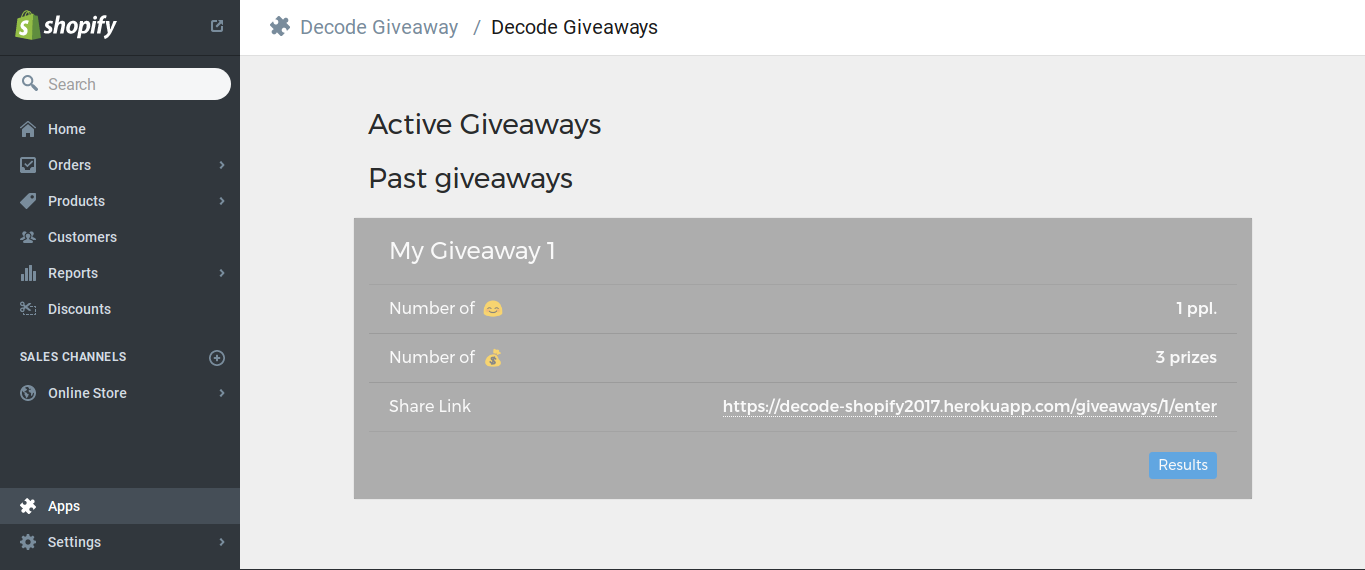 shopify
Decode Giveaway / Decode Giveaways
Search
Home
Orders
Products
Customers
Reports
Discounts
SALES CHANNELS
Online Store
Apps
Settings
Active Giveaways
Past giveaways
My Giveaway 1
Number of 😊 1 ppl.
Number of 💰 3 prizes
Share Link https://decode-shopify2017.herokuapp.com/giveaways/1/enter
Results